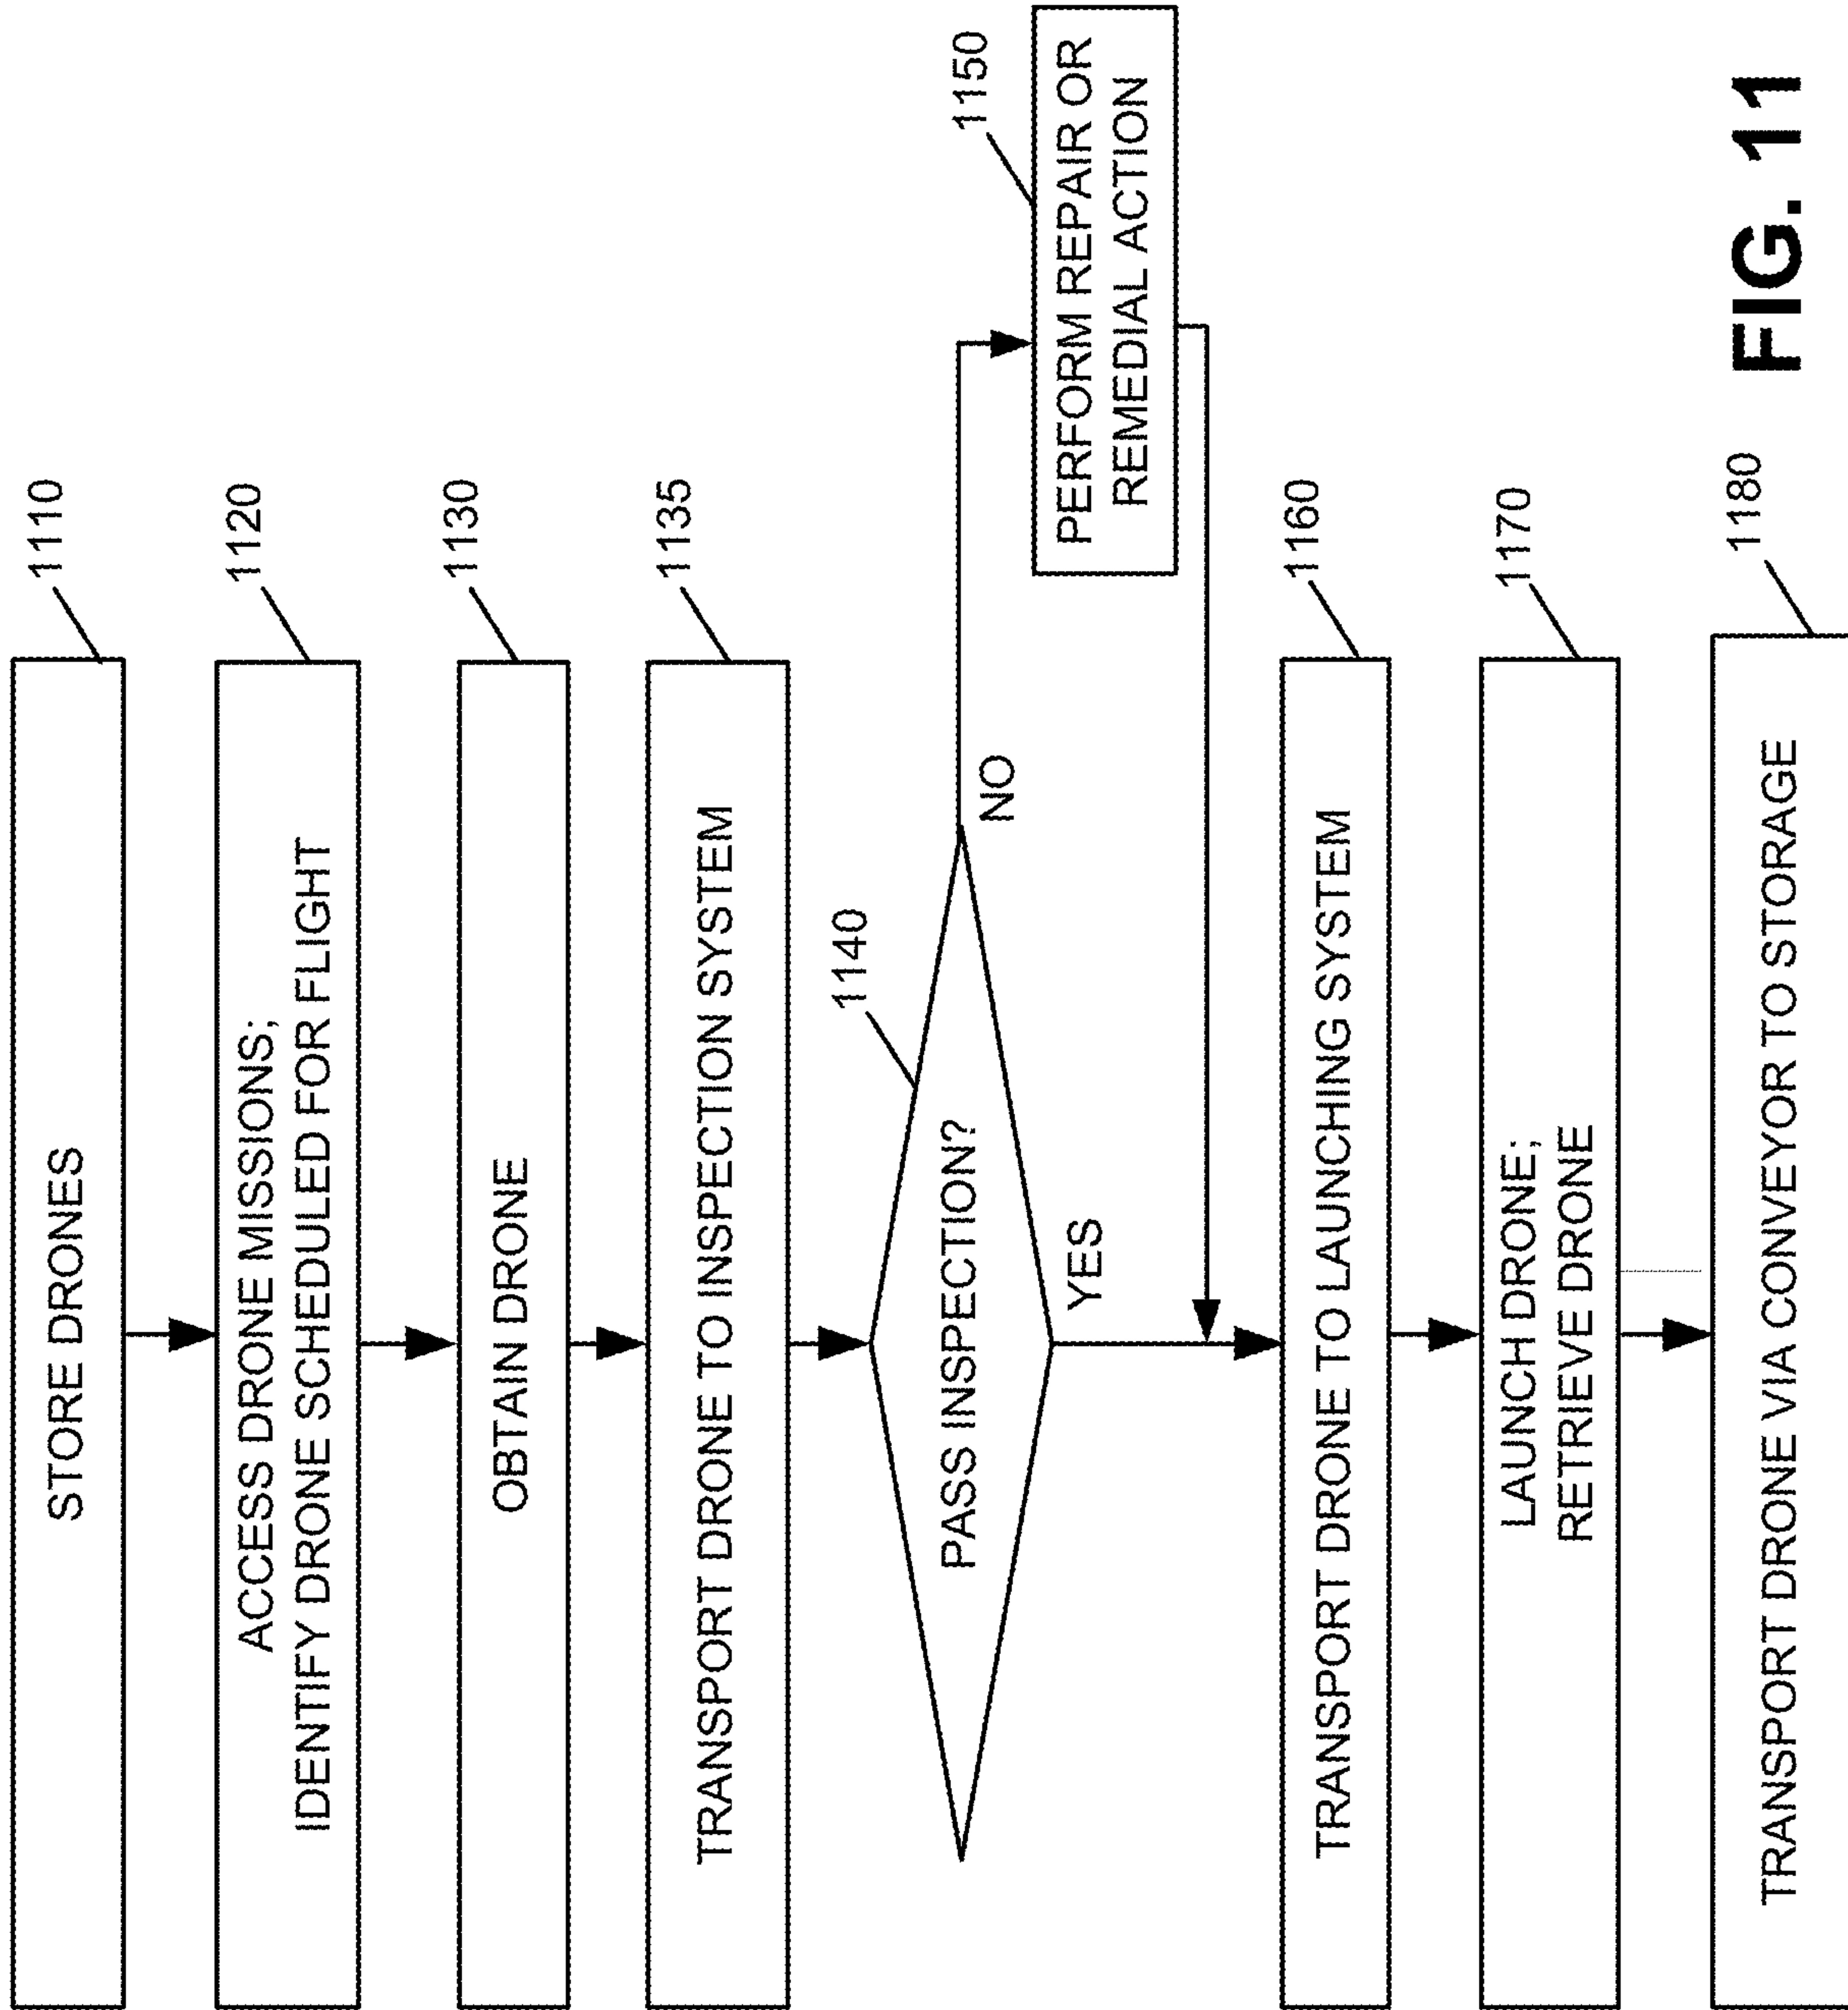 STORE DRONES
1110
ACCESS DRONE MISSIONS;
IDENTIFY DRONE SCHEDULED FOR FLIGHT
1120
OBTAIN DRONE
1130
TRANSPORT DRONE TO INSPECTION SYSTEM
1135
PASS INSPECTION?
1140
NO
YES
PERFORM REPAIR OR
REMEDIAL ACTION
1150
TRANSPORT DRONE TO LAUNCHING SYSTEM
1160
LAUNCH DRONE;
RETRIEVE DRONE
1170
TRANSPORT DRONE VIA CONVEYOR TO STORAGE
1180
FIG. 11